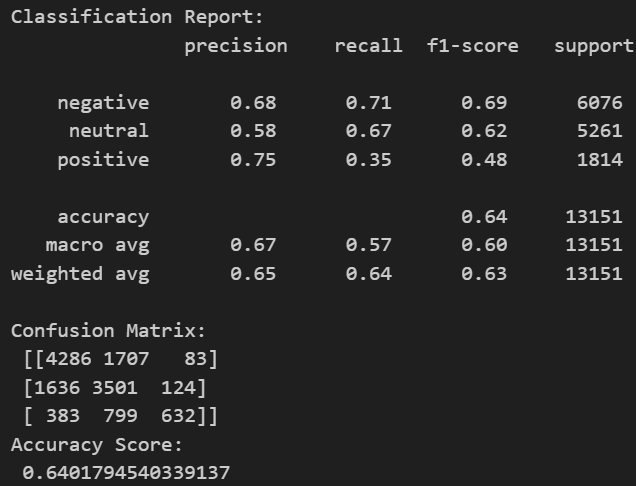 Classification Report:
precision recall f1-score support
negative 0.68 0.71 0.69 6076
neutral 0.58 0.67 0.62 5261
positive 0.75 0.35 0.48 1814
accuracy 0.64 13151
macro avg 0.67 0.57 0.60 13151
weighted avg 0.65 0.64 0.63 13151
Confusion Matrix:
[[4286 1707 83]
[1636 3501 124]
[ 383 799 632]]
Accuracy Score:
0.6401794540339137